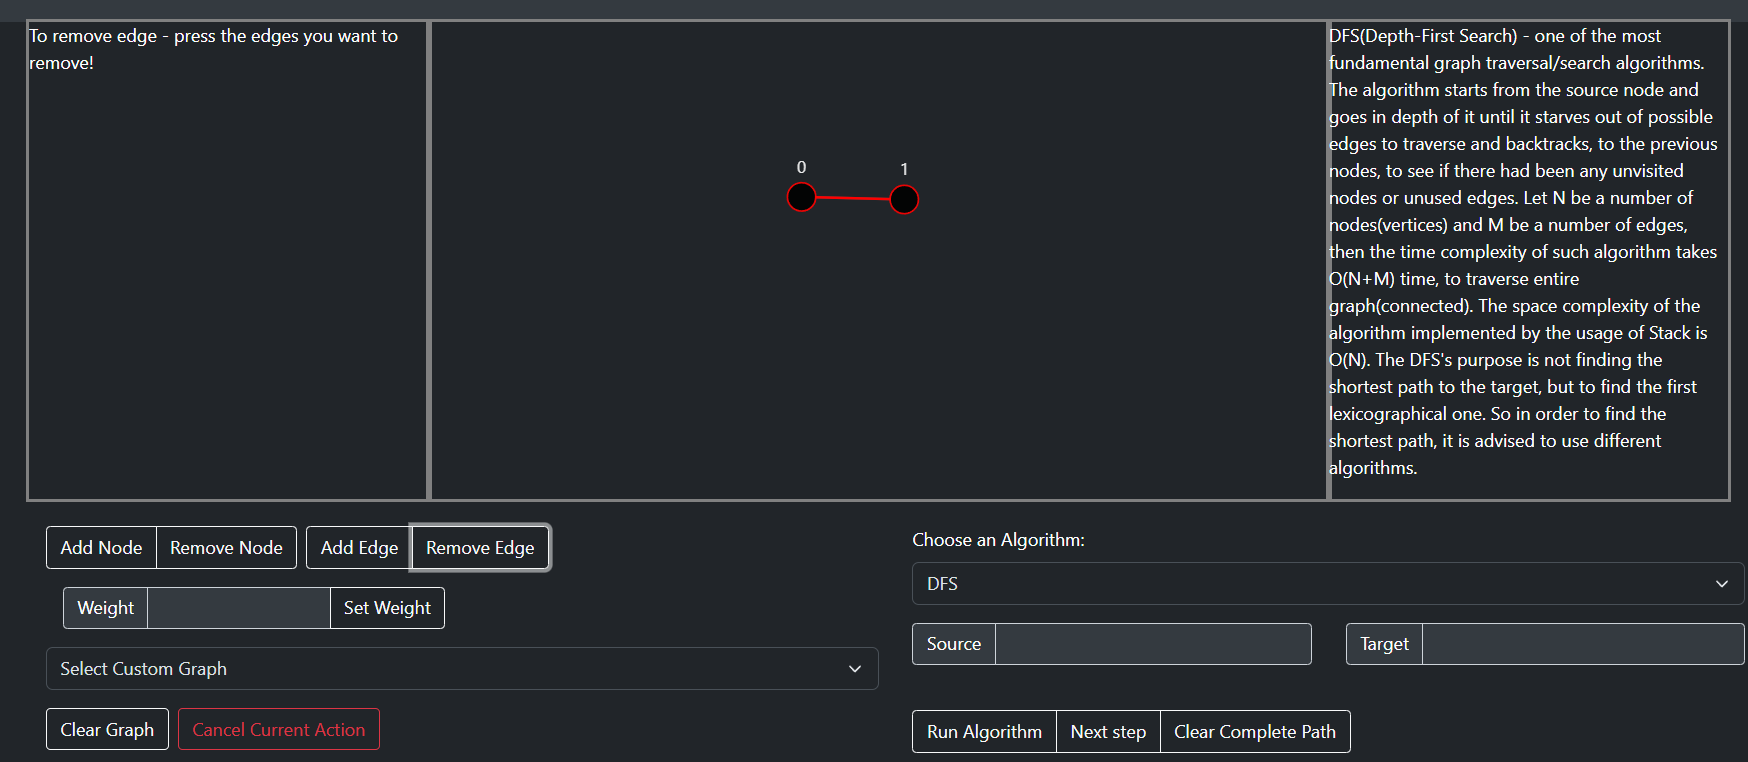 To remove edge - press the edges you want to
remove!
0
1
DFS(Depth-First Search) - one of the most
fundamental graph traversal/search algorithms.
The algorithm starts from the source node and
goes in depth of it until it starves out of possible
edges to traverse and backtracks, to the previous
nodes, to see if there had been any unvisited
nodes or unused edges. Let N be a number of
nodes(vertices) and M be a number of edges,
then the time complexity of such algorithm takes
O(N+M) time, to traverse entire
graph(connected). The space complexity of the
algorithm implemented by the usage of Stack is
O(N). The DFS's purpose is not finding the
shortest path to the target, but to find the first
lexicographical one. So in order to find the
shortest path, it is advised to use different
algorithms.
Add Node Remove Node Add Edge Remove Edge
Weight Set Weight
Select Custom Graph
Clear Graph Cancel Current Action
Choose an Algorithm:
DFS
Source Target
Run Algorithm Next step Clear Complete Path